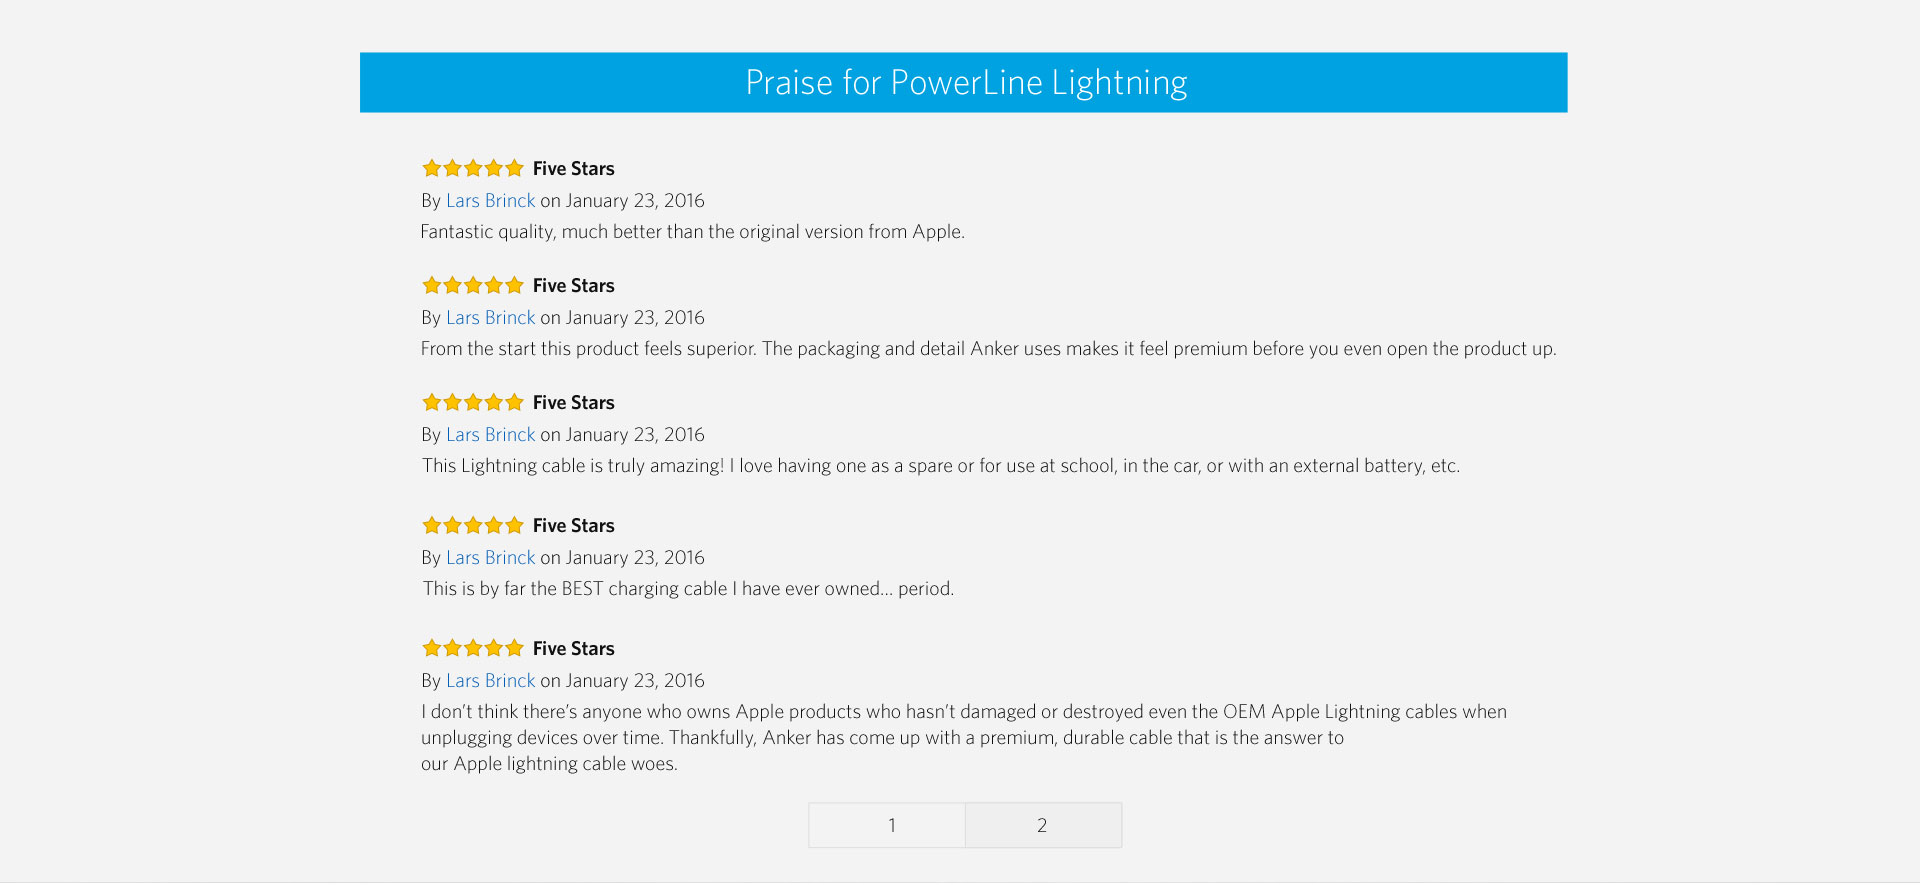 Praise for PowerLine Lightning
Five Stars
By Lars Brinck on January 23, 2016
Fantastic quality, much better than the original version from Apple.
Five Stars
By Lars Brinck on January 23, 2016
From the start this product feels superior. The packaging and detail Anker uses makes it feel premium before you even open the product up.
Five Stars
By Lars Brinck on January 23, 2016
This Lightning cable is truly amazing! I love having one as a spare or for use at school, in the car, or with an external battery, etc.
Five Stars
By Lars Brinck on January 23, 2016
This is by far the BEST charging cable I have ever owned... period.
Five Stars
By Lars Brinck on January 23, 2016
I don’t think there’s anyone who owns Apple products who hasn’t damaged or destroyed even the OEM Apple Lightning cables when
unplugging devices over time. Thankfully, Anker has come up with a premium, durable cable that is the answer to
our Apple lightning cable woes.
1 2